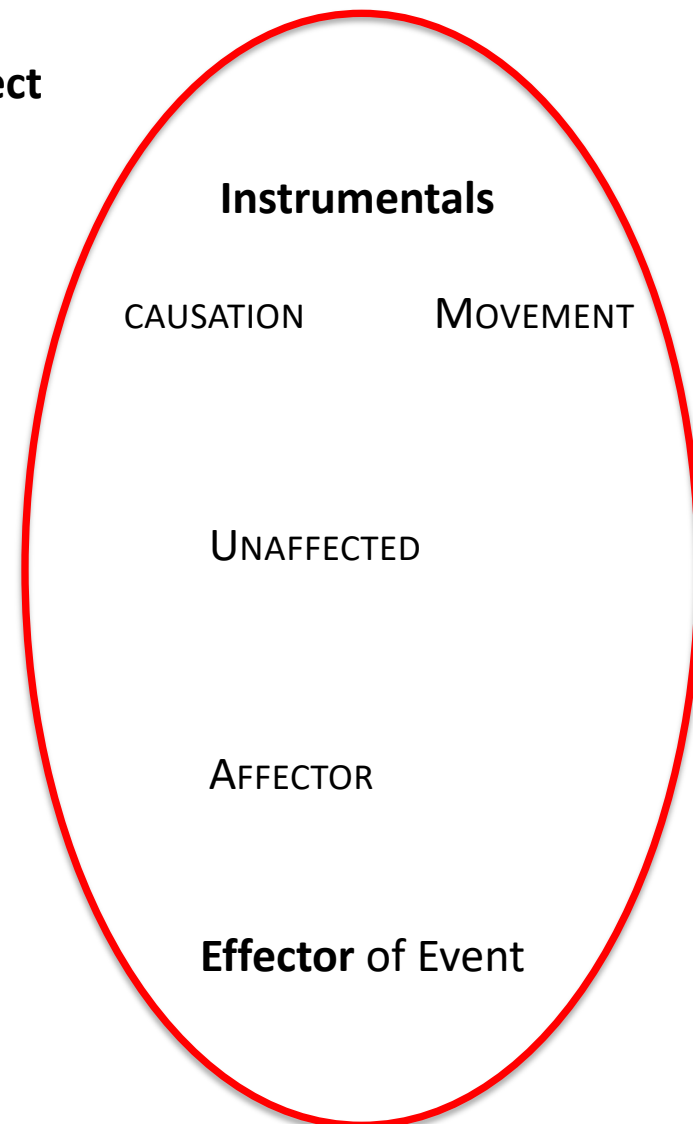 ect
Instrumentals
CAUSATION MOVEMENT
UNAFFECTED
AFFECTOR
Effector of Event